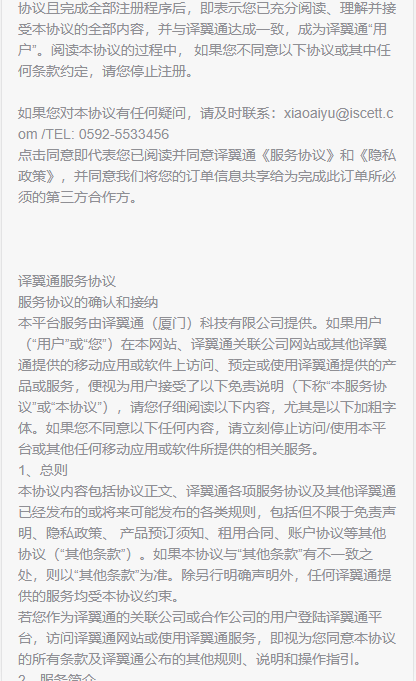 协议且完成全部注册程序后，即表示您已充分阅读、理解并接
受本协议的全部内容，并与译翼通达成一致，成为译翼通“用
户”。阅读本协议的过程中， 如果您不同意以下协议或其中任
何条款约定，请您停止注册。
如果您对本协议有任何疑问，请及时联系：xiaoaiyu@iscett.c
om /TEL: 0592-5533456
点击同意即代表您已阅读并同意译翼通《服务协议》和《隐私
政策》，并同意我们将您的订单信息共享给为完成此订单所必
须的第三方合作方。
译翼通服务协议
服务协议的确认和接纳
本平台服务由译翼通（厦门）科技有限公司提供。如果用户
（“用户”或“您”）在本网站、译翼通关联公司网站或其他译翼
通提供的移动应用或软件上访问、预定或使用译翼通提供的产
品或服务，便视为用户接受了以下免责说明（下称“本服务协
议”或“本协议”），请您仔细阅读以下内容，尤其是以下加粗字
体。如果您不同意以下任何内容，请立刻停止访问/使用本平
台或其他任何移动应用或软件所提供的相关服务。
1、总则
本协议内容包括协议正文、译翼通各项服务协议及其他译翼通
已经发布的或将来可能发布的各类规则，包括但不限于免责声
明、隐私政策、 产品预订须知、租用合同、账户协议等其他
协议（“其他条款”）。如果本协议与“其他条款”有不一致之
处，则以“其他条款”为准。除另行明确声明外，任何译翼通提
供的服务均受本协议约束。
若您作为译翼通的关联公司或合作公司的用户登陆译翼通平
台，访问译翼通网站或使用译翼通服务，即视为您同意本协议
的所有条款及译翼通公布的其他规则、说明和操作指引。
2、服务简介